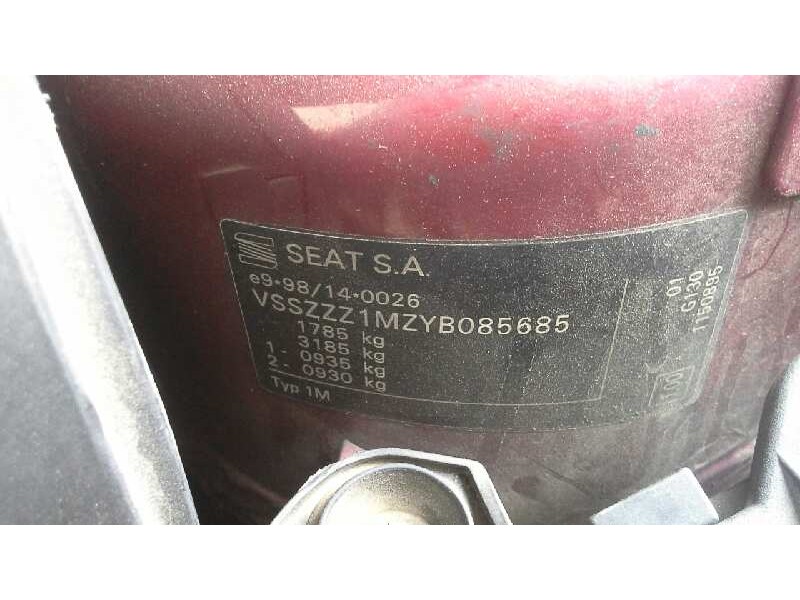 SEAT S.A.
e9*98/14*0026
VSSZZZ1MZYB085685
1785 kg
3185 kg
1- 0935 kg
2- 0930 kg
Typ 1M
01
G130
1150895